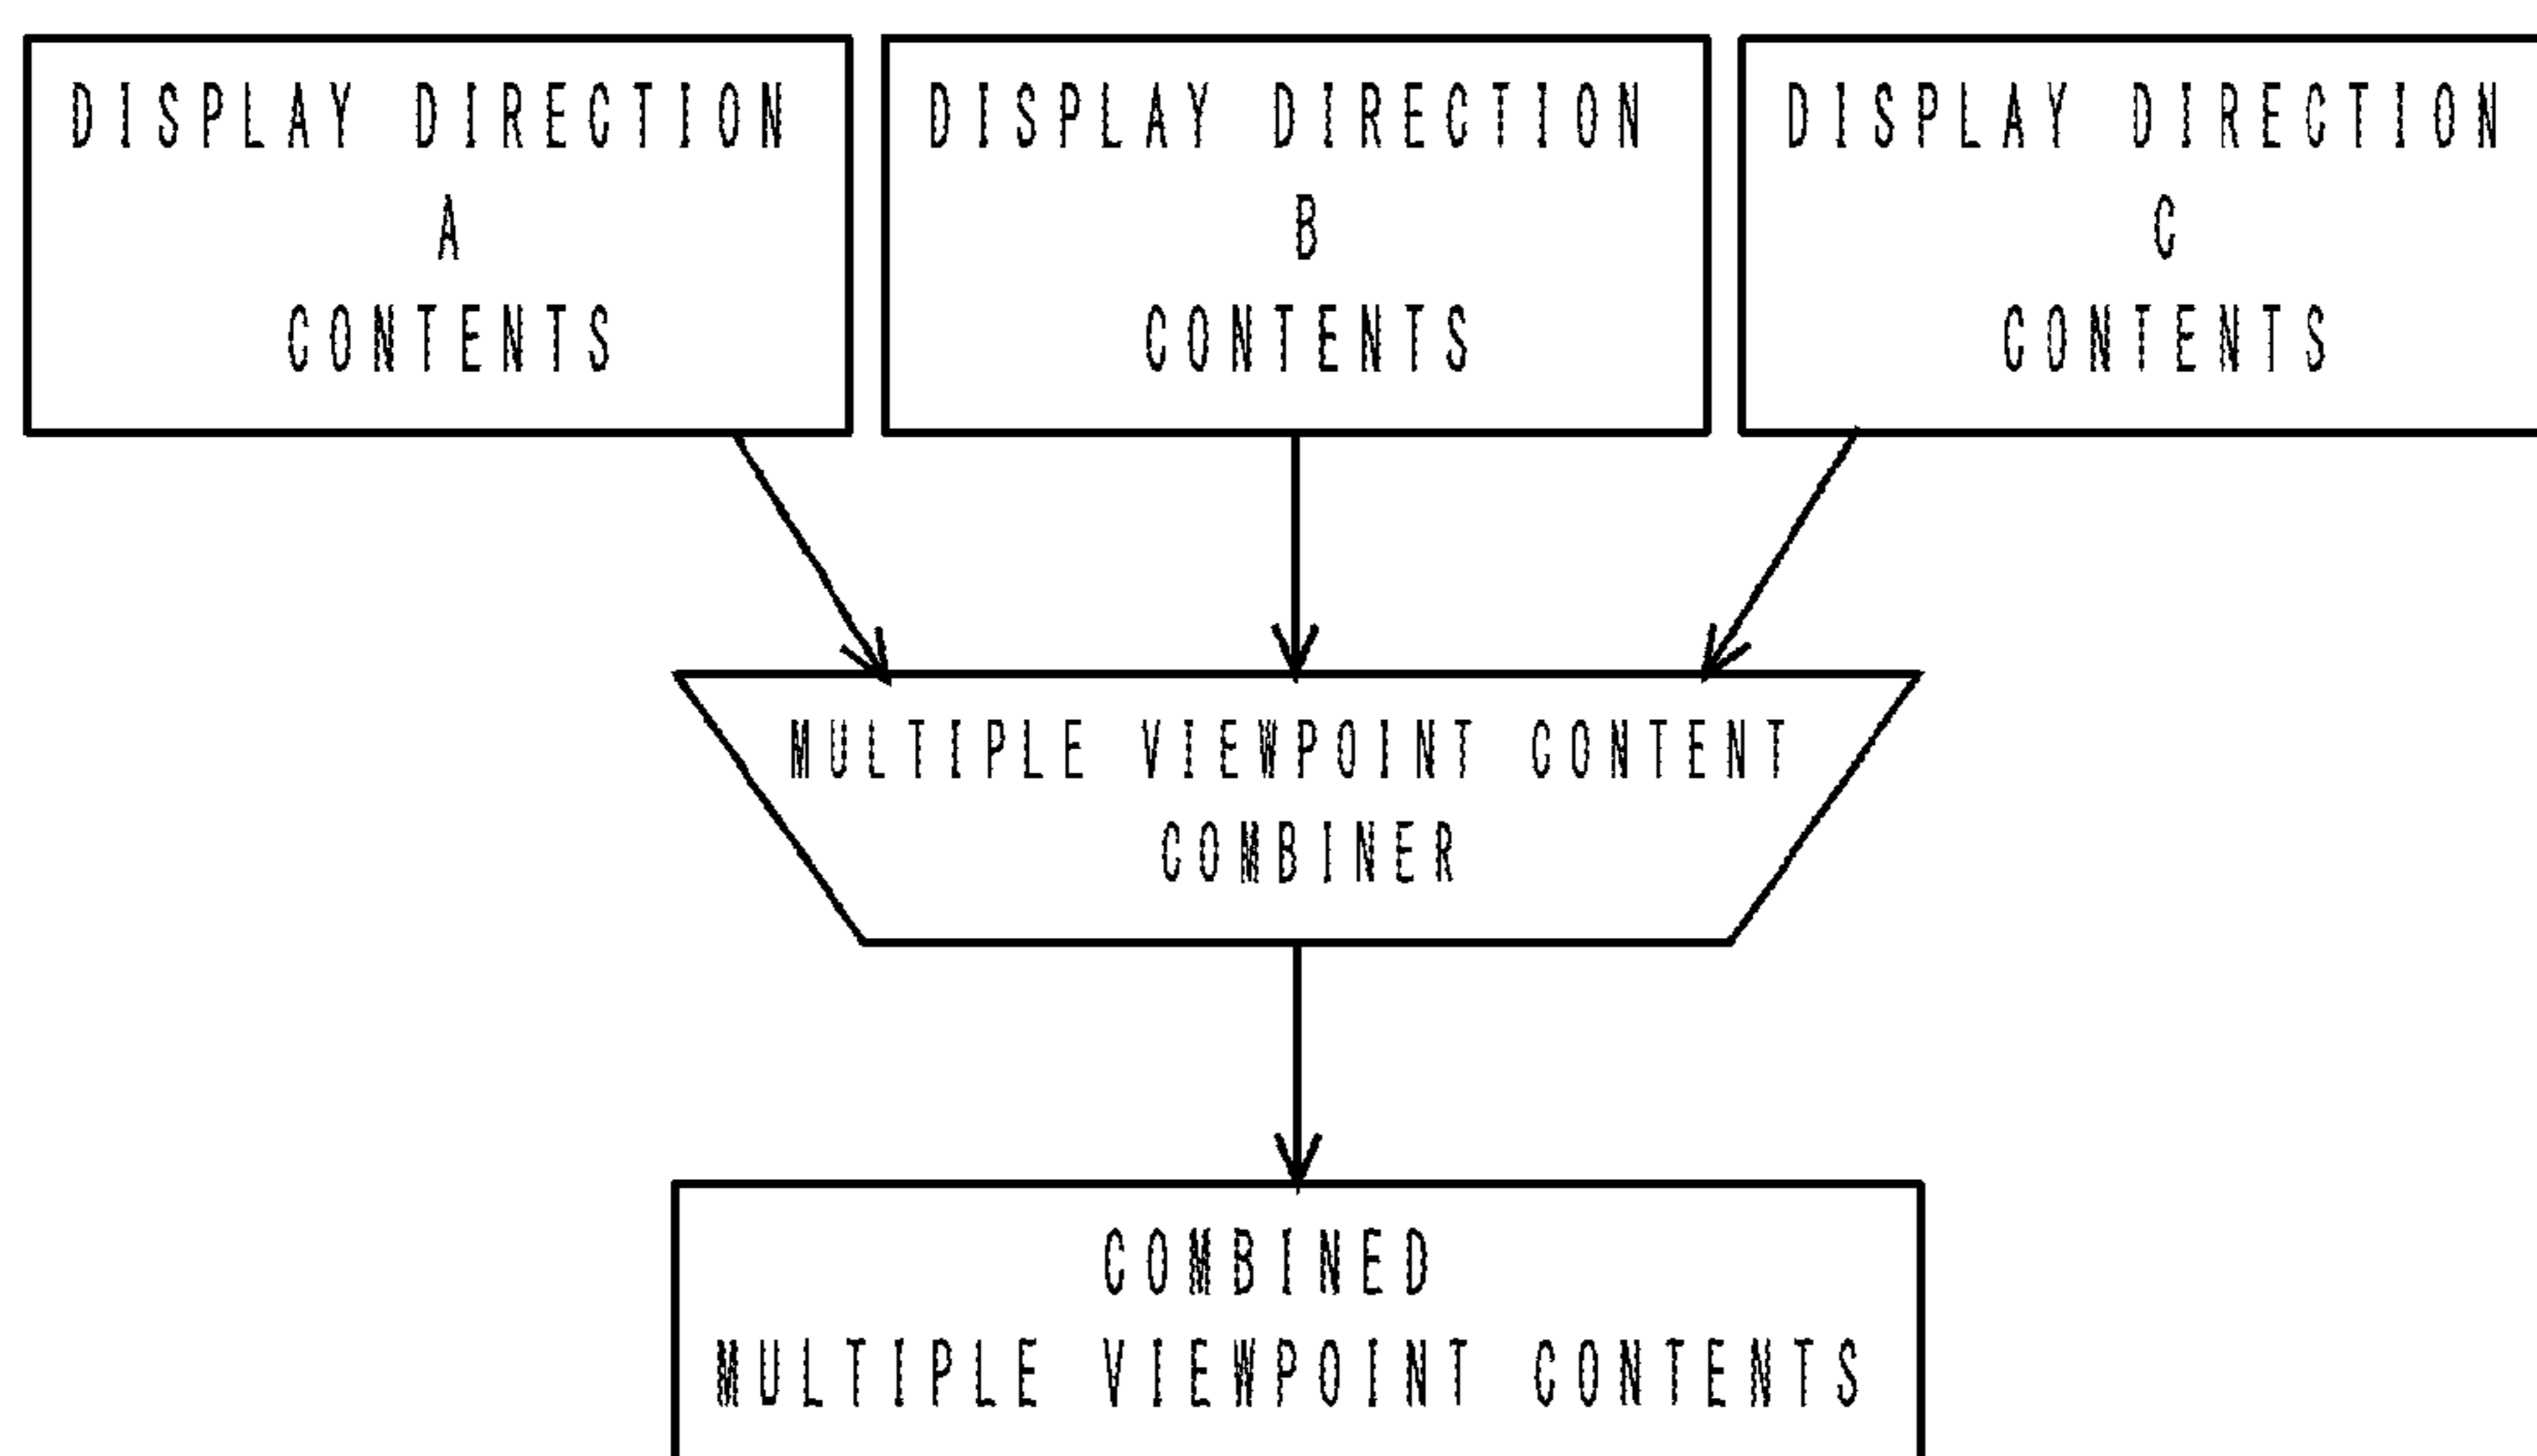 DISPLAY DIRECTION
A
CONTENTS
DISPLAY DIRECTION
B
CONTENTS
DISPLAY DIRECTION
C
CONTENTS
MULTIPLE VIEWPOINT CONTENT
COMBINER
COMBINED
MULTIPLE VIEWPOINT CONTENTS